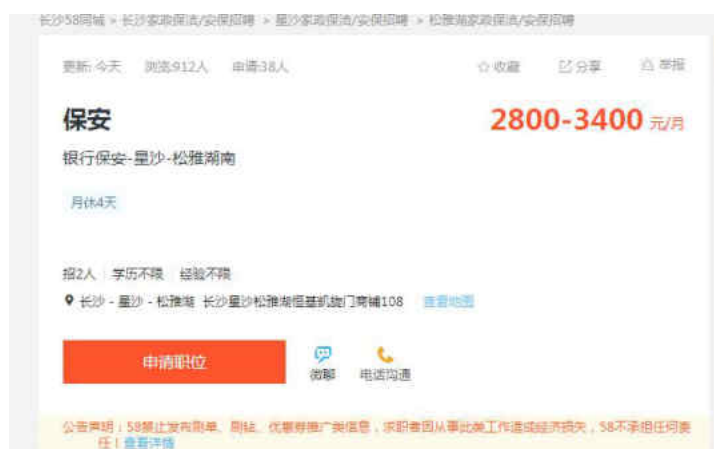 长沙58同城 > 长沙家政保洁/安保招聘 > 星沙家政保洁/安保招聘 > 松雅湖家政保洁/安保招聘
更新:今天 浏览:912人 申请:38人 收藏 分享 举报
保安 2800-3400 元/月
银行保安-星沙-松雅湖南
月休4天
招2人 学历不限 经验不限
长沙 - 星沙 - 松雅湖 长沙星沙松雅湖恒基凯旋门商铺108 查看地图
申请职位 微聊 电话沟通
公告声明:58禁止发布刷单、刷钻、优惠券推广类信息,求职者因从事此类工作造成经济损失,58不承担任何责
任!查看详情